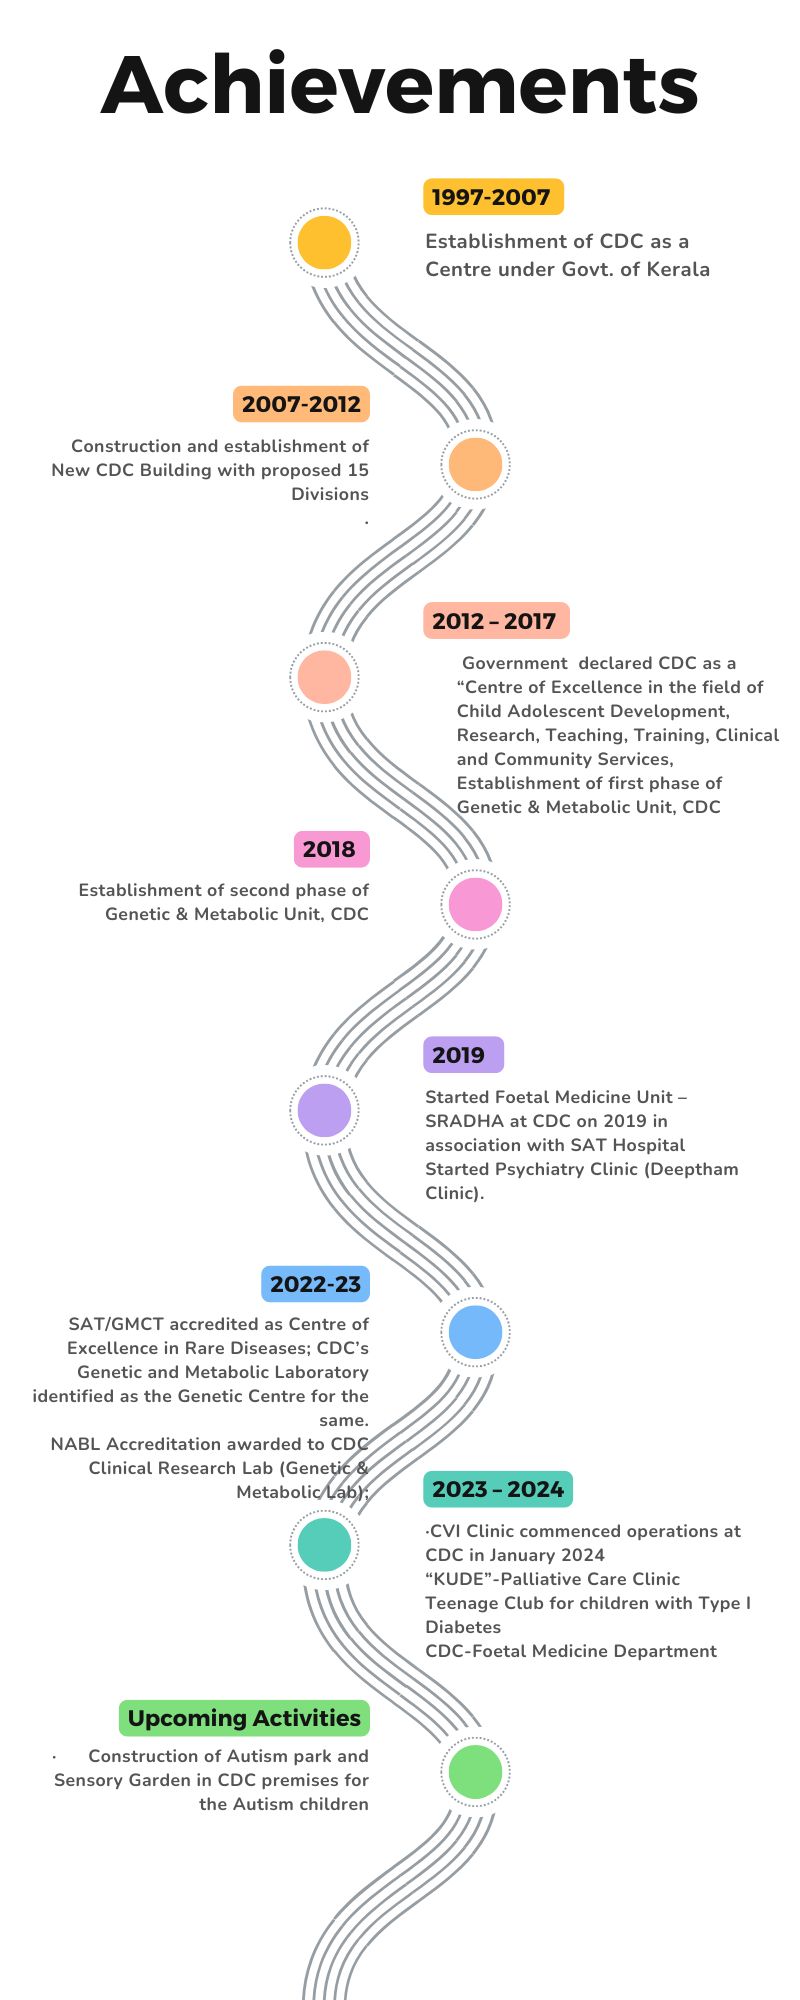 Achievements
1997-2007
Establishment of CDC as a
Centre under Govt. of Kerala
2007-2012
Construction and establishment of
New CDC Building with proposed 15
Divisions
.
2012 – 2017
Government  declared CDC as a
“Centre of Excellence in the field of
Child Adolescent Development,
Research, Teaching, Training, Clinical
and Community Services,
Establishment of first phase of
Genetic & Metabolic Unit, CDC
2018
Establishment of second phase of
Genetic & Metabolic Unit, CDC
2019
Started Foetal Medicine Unit –
SRADHA at CDC on 2019 in
association with SAT Hospital
Started Psychiatry Clinic (Deeptham
Clinic).
2022-23
SAT/GMCT accredited as Centre of
Excellence in Rare Diseases; CDC’s
Genetic and Metabolic Laboratory
identified as the Genetic Centre for the
same.
NABL Accreditation awarded to CDC
Clinical Research Lab (Genetic &
Metabolic Lab);
2023 – 2024
·CVI Clinic commenced operations at
CDC in January 2024
“KUDE”-Palliative Care Clinic
Teenage Club for children with Type I
Diabetes
CDC-Foetal Medicine Department
Upcoming Activities
·      Construction of Autism park and
Sensory Garden in CDC premises for
the Autism children